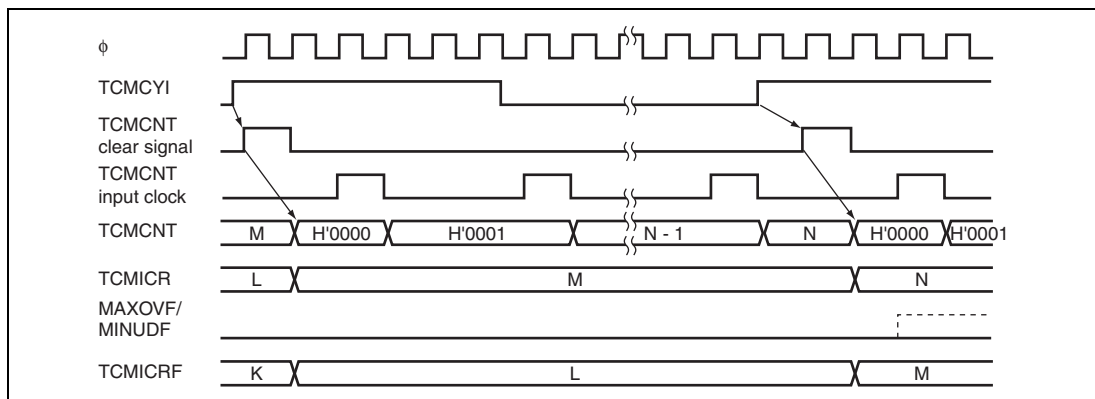 φ
TCMCYI
TCMCNT
clear signal
TCMCNT
input clock
TCMCNT M H'0000 H'0001 N - 1 N H'0000 H'0001
TCMICR L M N
MAXOVF/
MINUDF
TCMICRF K L M